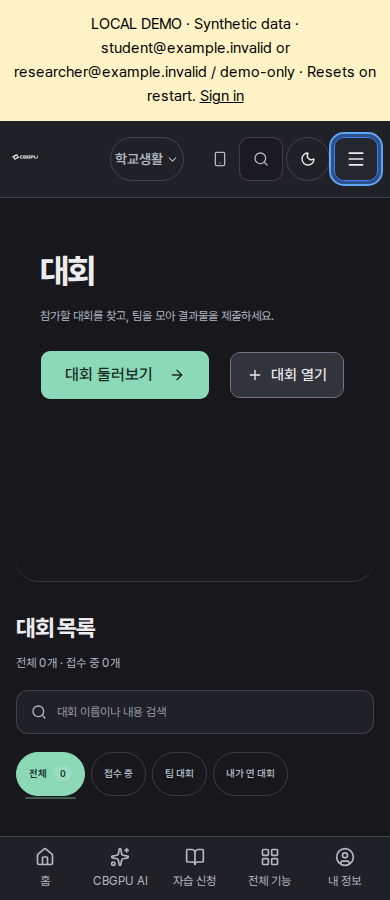 LOCAL DEMO · Synthetic data ·
student@example.invalid or
researcher@example.invalid / demo-only · Resets on
restart. Sign in
CBGPU
학교생활
대회
참가할 대회를 찾고, 팀을 모아 결과물을 제출하세요.
대회 둘러보기
대회 열기
대회 목록
전체 0개 · 접수 중 0개
대회 이름이나 내용 검색
전체 0 접수 중 팀 대회 내가 연 대회
홈 CBGPU AI 자습 신청 전체 기능 내 정보